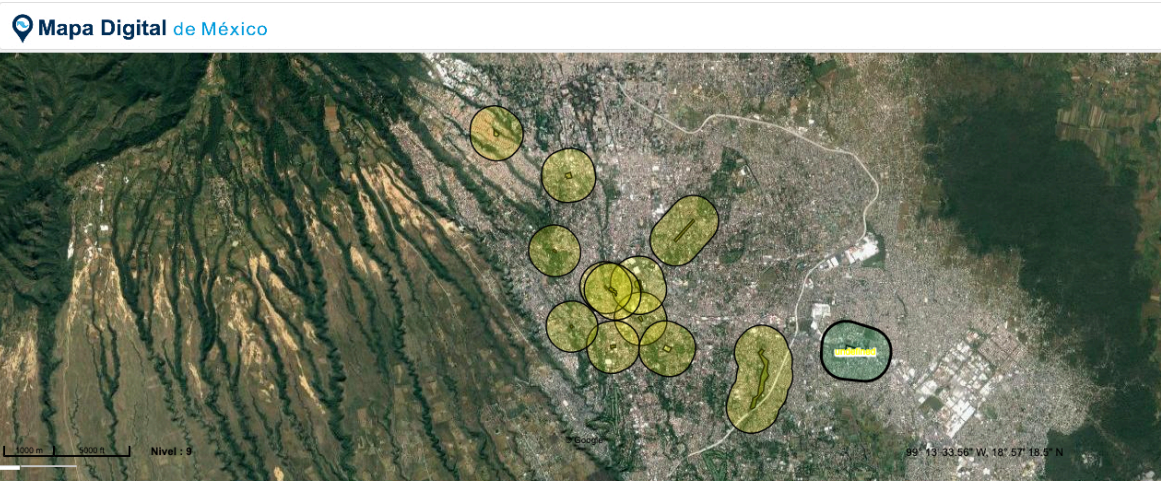 Mapa Digital de México
Google
1000 m 5000 ft
Nivel : 9
99° 13' 33.56" W, 18° 57' 18.5" N